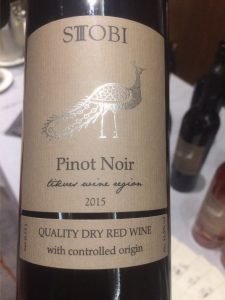 STOBI
Pinot Noir
tikves wine region
2015
QUALITY DRY RED WINE
with controlled origin